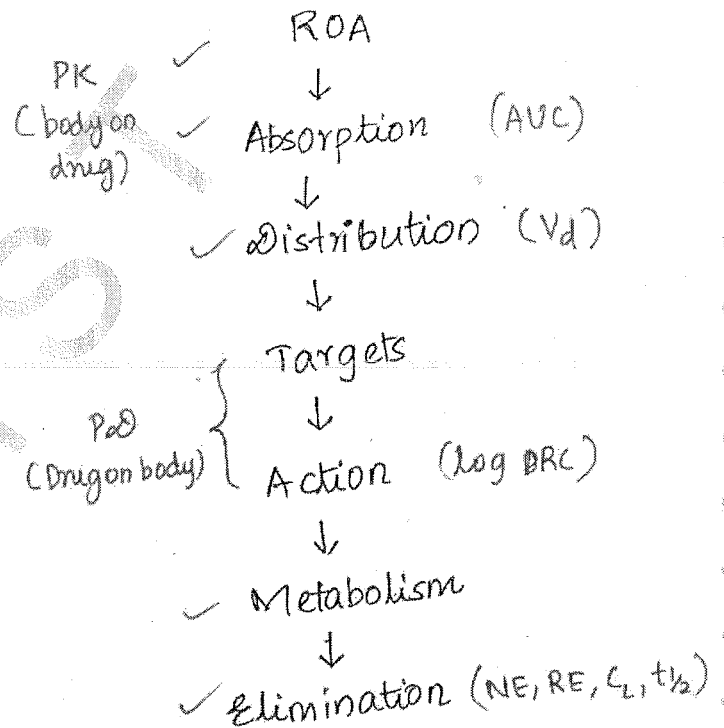 ROA
↓
PK
(body on drug)
✓
✓ Absorption (AUC)
↓
✓ Distribution (Vd)
↓
Targets
↓
PD
(Drug on body)
Action (log DRC)
↓
✓ Metabolism
↓
✓ Elimination (NE, RE, CL, t1/2)